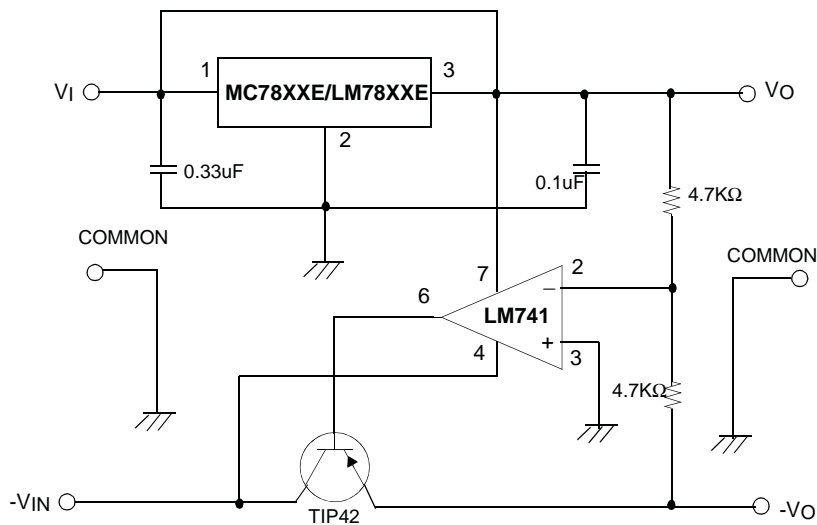 1
MC78XXE/LM78XXE
3
VI
VO
2
0.33uF
0.1uF
4.7KΩ
COMMON
COMMON
7
2
6
−
LM741
+
4
3
4.7KΩ
-VIN
TIP42
-VO